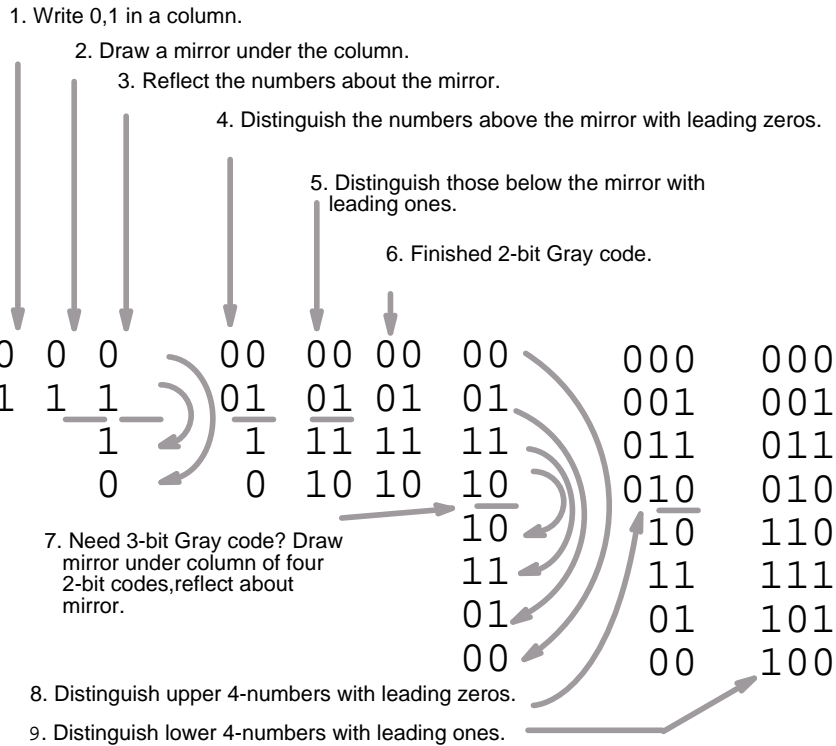 1. Write 0,1 in a column.
2. Draw a mirror under the column.
3. Reflect the numbers about the mirror.
4. Distinguish the numbers above the mirror with leading zeros.
5. Distinguish those below the mirror with
leading ones.
6. Finished 2-bit Gray code.
0 0 0 00 00 00 00 000 000
1 1 1 01 01 01 01 001 001
1 1 11 11 11 011 011
0 0 10 10 10 010 010
10 10 110
11 11 111
01 01 101
00 00 100
7. Need 3-bit Gray code? Draw
mirror under column of four
2-bit codes,reflect about
mirror.
8. Distinguish upper 4-numbers with leading zeros.
9. Distinguish lower 4-numbers with leading ones.